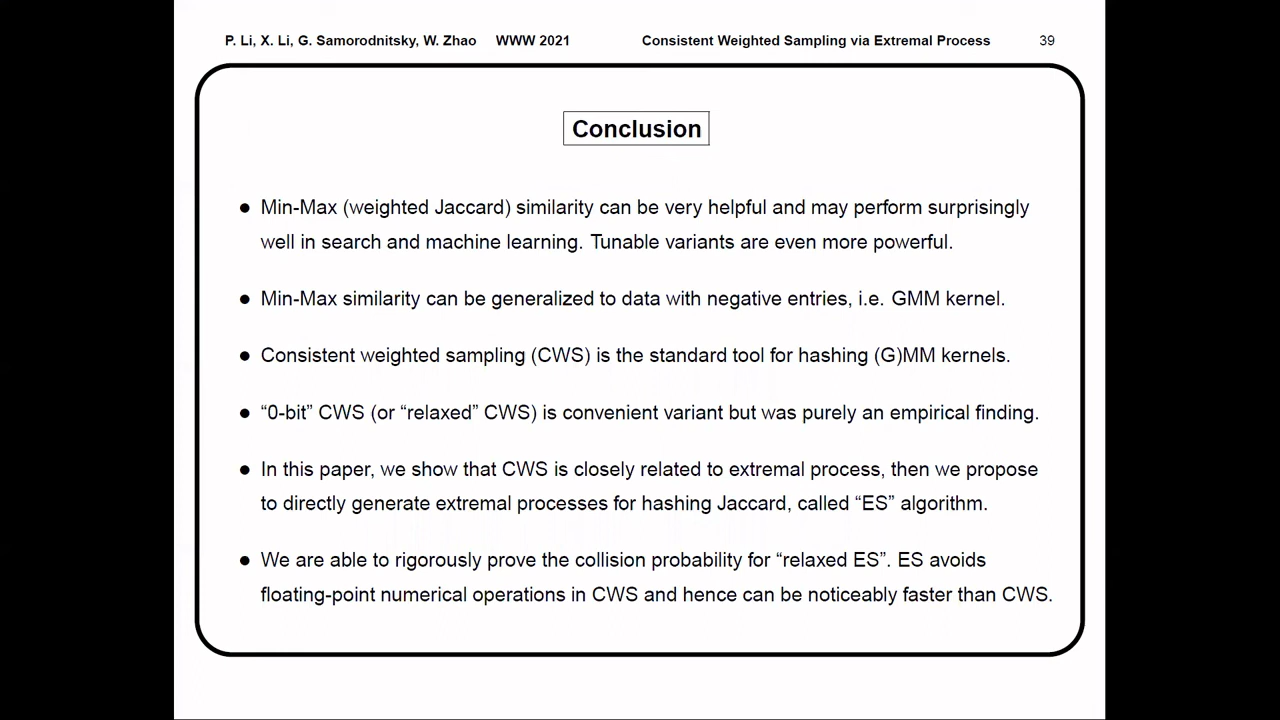 P. Li, X. Li, G. Samorodnitsky, W. Zhao WWW 2021 Consistent Weighted Sampling via Extremal Process 39
Conclusion
● Min-Max (weighted Jaccard) similarity can be very helpful and may perform surprisingly
well in search and machine learning. Tunable variants are even more powerful.
● Min-Max similarity can be generalized to data with negative entries, i.e. GMM kernel.
● Consistent weighted sampling (CWS) is the standard tool for hashing (G)MM kernels.
● “0-bit” CWS (or “relaxed” CWS) is convenient variant but was purely an empirical finding.
● In this paper, we show that CWS is closely related to extremal process, then we propose
to directly generate extremal processes for hashing Jaccard, called “ES” algorithm.
● We are able to rigorously prove the collision probability for “relaxed ES”. ES avoids
floating-point numerical operations in CWS and hence can be noticeably faster than CWS.